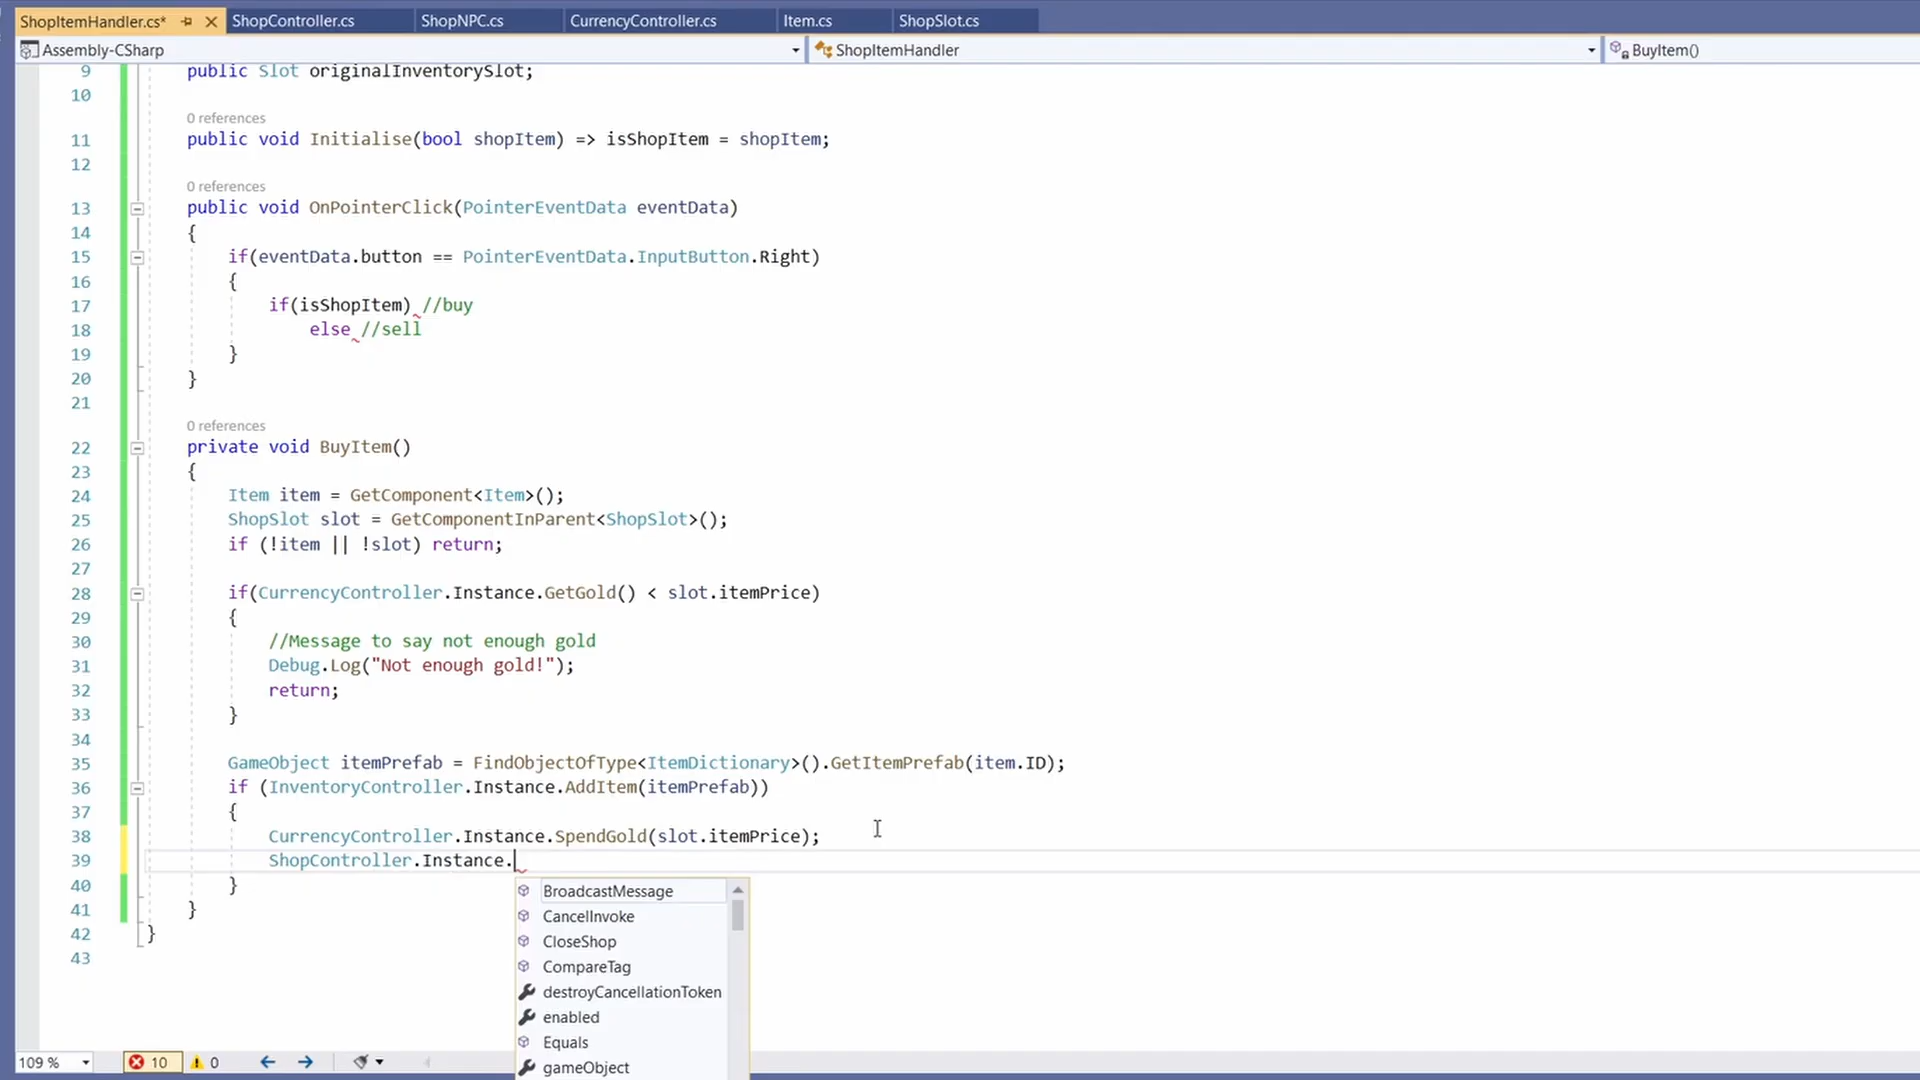 ShopItemHandler.cs* ShopController.cs ShopNPC.cs CurrencyController.cs Item.cs ShopSlot.cs
Assembly-CSharp ShopItemHandler BuyItem()
9 public Slot originalInventorySlot;
10
0 references
11 public void Initialise(bool shopItem) => isShopItem = shopItem;
12
0 references
13 public void OnPointerClick(PointerEventData eventData)
14 {
15 if(eventData.button == PointerEventData.InputButton.Right)
16 {
17 if(isShopItem) //buy
18 else //sell
19 }
20 }
21
0 references
22 private void BuyItem()
23 {
24 Item item = GetComponent<Item>();
25 ShopSlot slot = GetComponentInParent<ShopSlot>();
26 if (!item || !slot) return;
27
28 if(CurrencyController.Instance.GetGold() < slot.itemPrice)
29 {
30 //Message to say not enough gold
31 Debug.Log("Not enough gold!");
32 return;
33 }
34
35 GameObject itemPrefab = FindObjectOfType<ItemDictionary>().GetItemPrefab(item.ID);
36 if (InventoryController.Instance.AddItem(itemPrefab))
37 {
38 CurrencyController.Instance.SpendGold(slot.itemPrice);
39 ShopController.Instance.
40 }
41 }
42 }
43
BroadcastMessage
CancelInvoke
CloseShop
CompareTag
destroyCancellationToken
enabled
Equals
gameObject
109 % 10 0